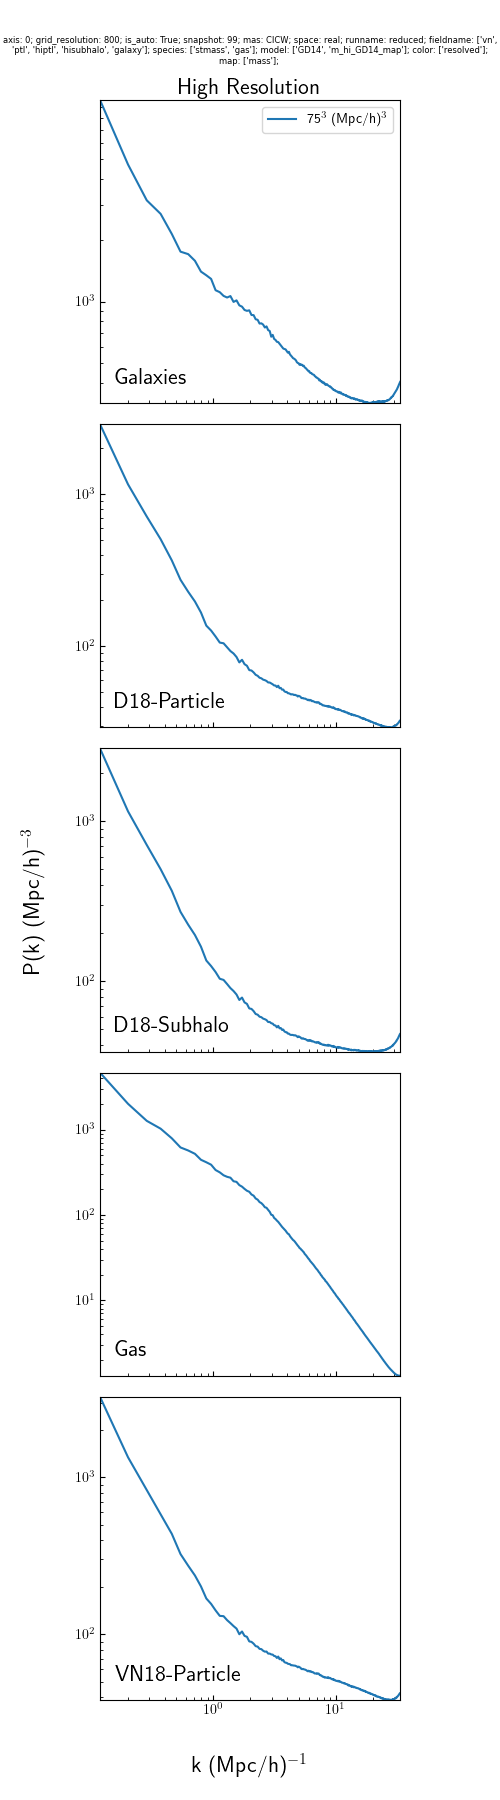 axis: 0; grid_resolution: 800; is_auto: True; snapshot: 99; mas: CICW; space: real; runname: reduced; fieldname: ['vn',
'ptl', 'hiptl', 'hisubhalo', 'galaxy']; species: ['stmass', 'gas']; model: ['GD14', 'm_hi_GD14_map']; color: ['resolved'];
map: ['mass'];
High Resolution
75³ (Mpc/h)³
10³
Galaxies
10³
10²
D18-Particle
10³
10²
D18-Subhalo
P(k) (Mpc/h)⁻³
10³
10²
10¹
Gas
10³
10²
VN18-Particle
10⁰ 10¹
k (Mpc/h)⁻¹